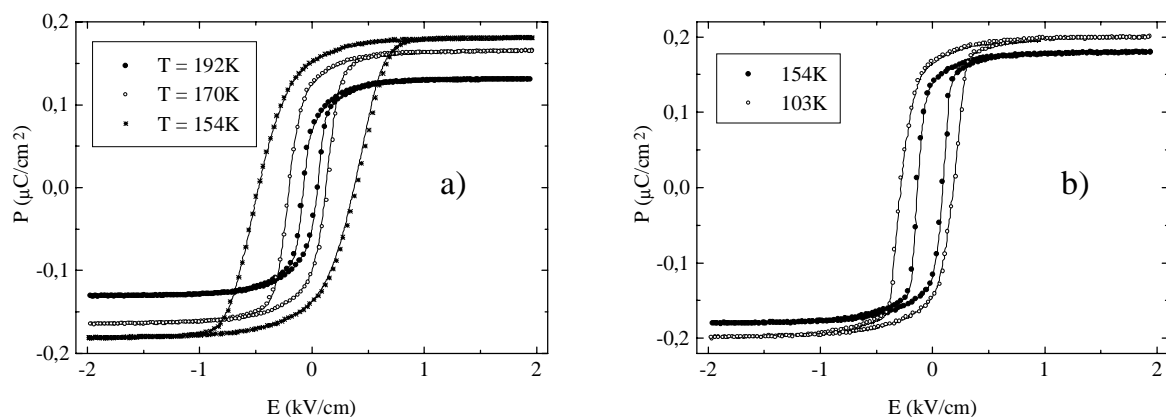 0,2
0,1
0,0
-0,1
-0,2
P (μC/cm²)
T = 192K
T = 170K
T = 154K
a)
-2
-1
0
1
2
E (kV/cm)
0,2
0,1
0,0
-0,1
-0,2
P (μC/cm²)
154K
103K
b)
-2
-1
0
1
2
E (kV/cm)